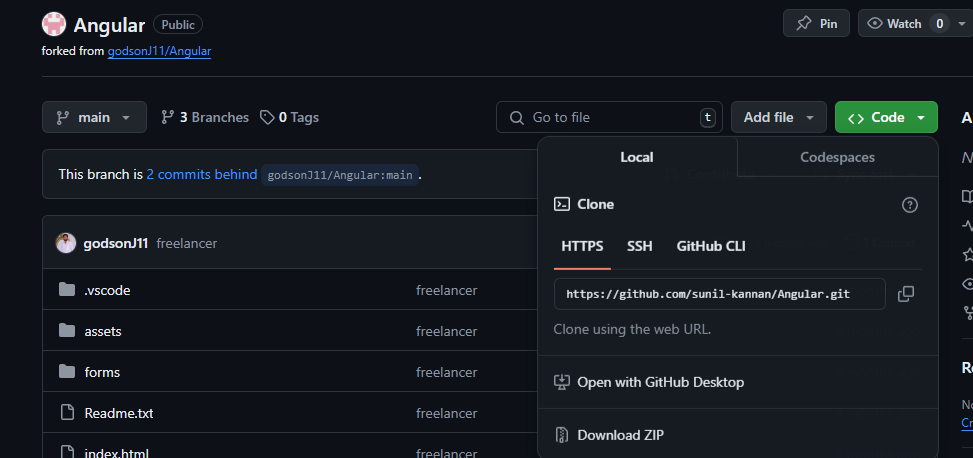 Angular Public Pin Watch 0
forked from godsonJ11/Angular
main 3 Branches 0 Tags Go to file t Add file Code
Local Codespaces
This branch is 2 commits behind godsonJ11/Angular:main .
Clone
godsonJ11 freelancer
HTTPS SSH GitHub CLI
.vscode freelancer
https://github.com/sunil-kannan/Angular.git
assets freelancer
Clone using the web URL.
forms freelancer
Open with GitHub Desktop
Readme.txt freelancer
Download ZIP
index.html freelancer